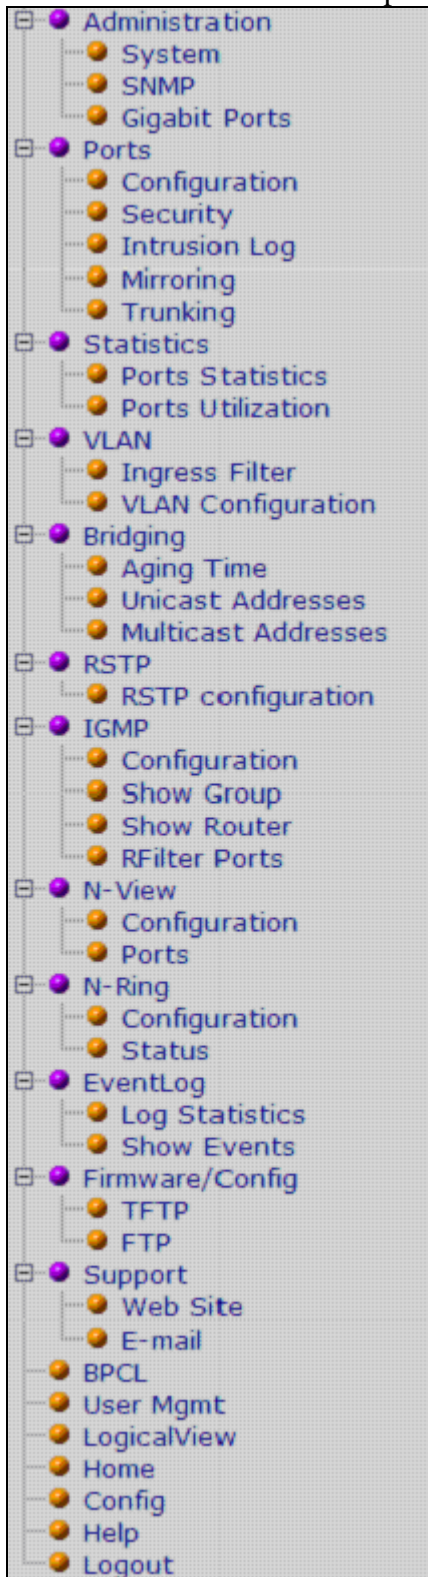 Administration
System
SNMP
Gigabit Ports
Ports
Configuration
Security
Intrusion Log
Mirroring
Trunking
Statistics
Ports Statistics
Ports Utilization
VLAN
Ingress Filter
VLAN Configuration
Bridging
Aging Time
Unicast Addresses
Multicast Addresses
RSTP
RSTP configuration
IGMP
Configuration
Show Group
Show Router
RFilter Ports
N-View
Configuration
Ports
N-Ring
Configuration
Status
EventLog
Log Statistics
Show Events
Firmware/Config
TFTP
FTP
Support
Web Site
E-mail
BPCL
User Mgmt
LogicalView
Home
Config
Help
Logout